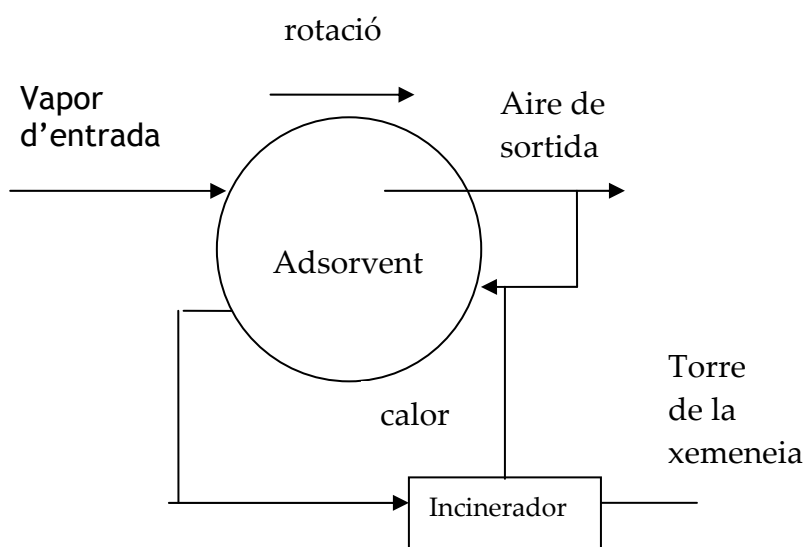 rotació
Vapor
d’entrada
Aire de
sortida
Adsorvent
calor
Torre
de la
xemeneia
Incinerador